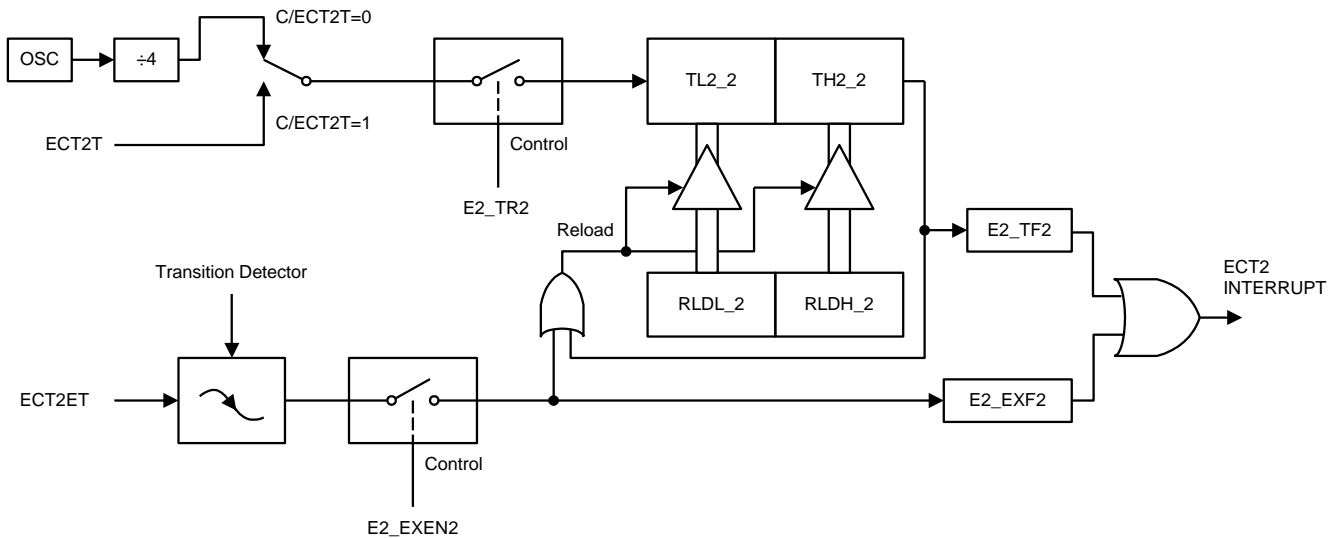 C/ECT2T=0
OSC
÷4
TL2_2
TH2_2
C/ECT2T=1
ECT2T
Control
E2_TR2
Reload
E2_TF2
Transition Detector
ECT2
INTERRUPT
RLDL_2
RLDH_2
ECT2ET
E2_EXF2
Control
E2_EXEN2